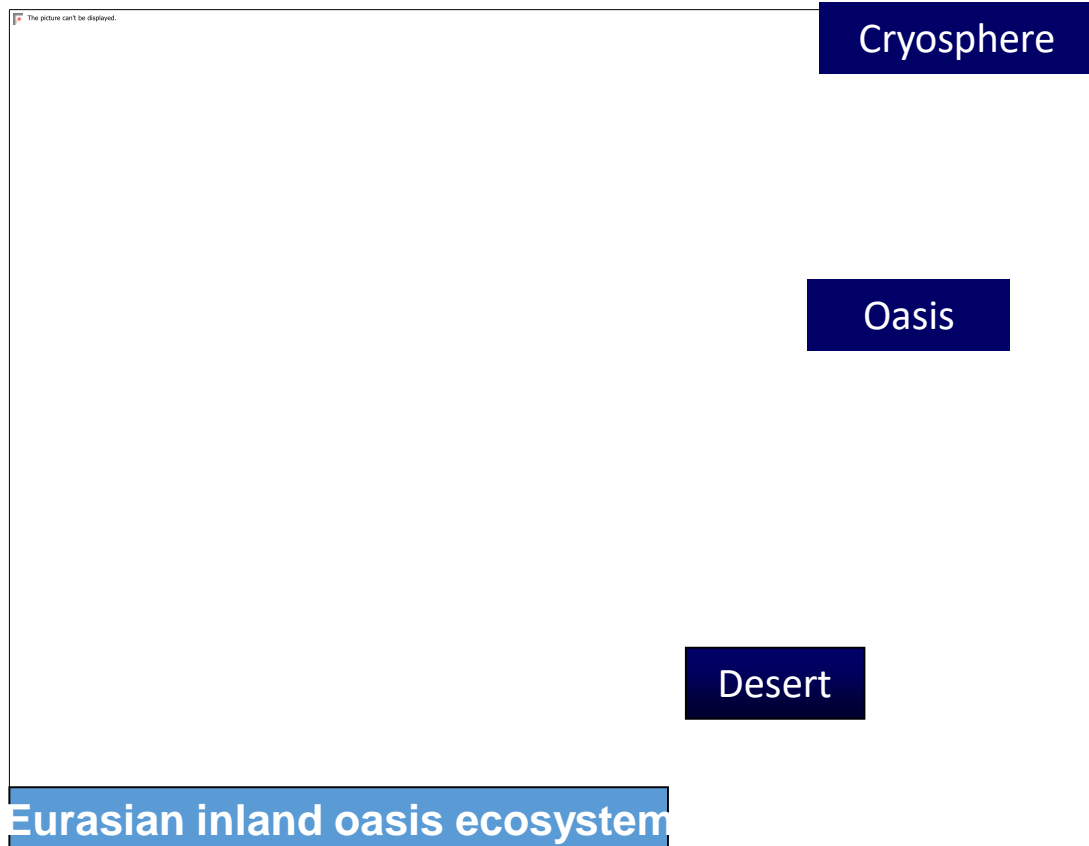 The picture can't be displayed.
Cryosphere
Oasis
Desert
Eurasian inland oasis ecosystem